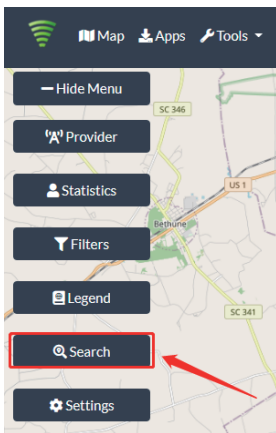 Map Apps Tools
Hide Menu
SC 346
Provider
Statistics
US 1
Bethune
Filters
Legend
SC 341
Search
Settings